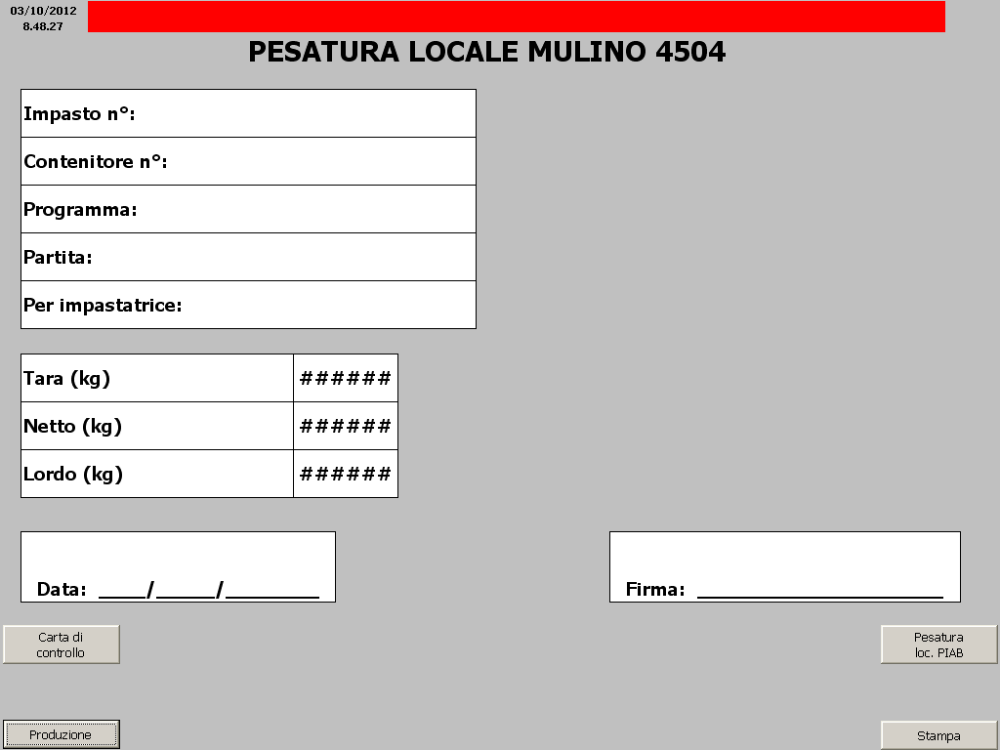 03/10/2012
8.48.27
PESATURA LOCALE MULINO 4504
Impasto n°:
Contenitore n°:
Programma:
Partita:
Per impastatrice:
Tara (kg) ######
Netto (kg) ######
Lordo (kg) ######
Data: ____/_____/________
Firma: _____________________
Carta di
controllo
Pesatura
loc. PIAB
Produzione
Stampa